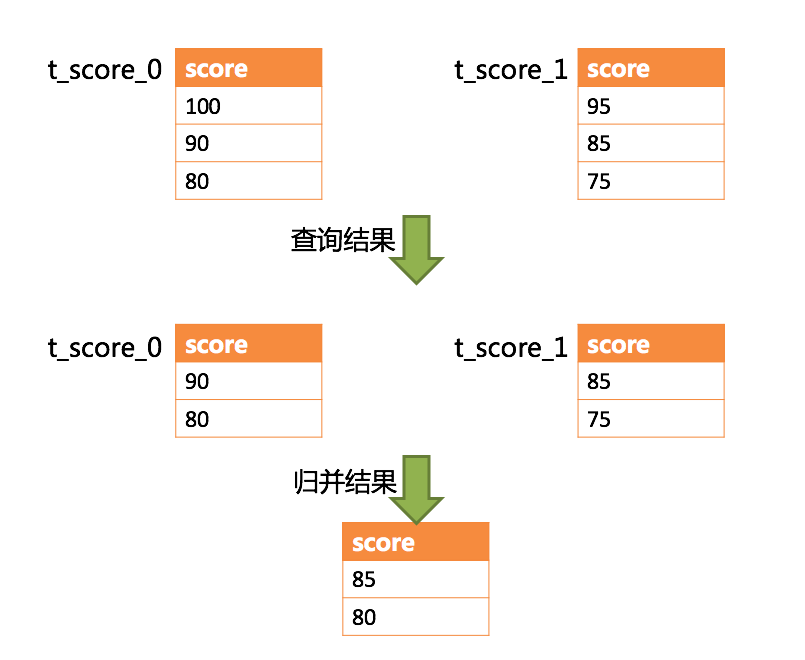 t_score_0
score
100
90
80
t_score_1
score
95
85
75
查询结果
t_score_0
score
90
80
t_score_1
score
85
75
归并结果
score
85
80